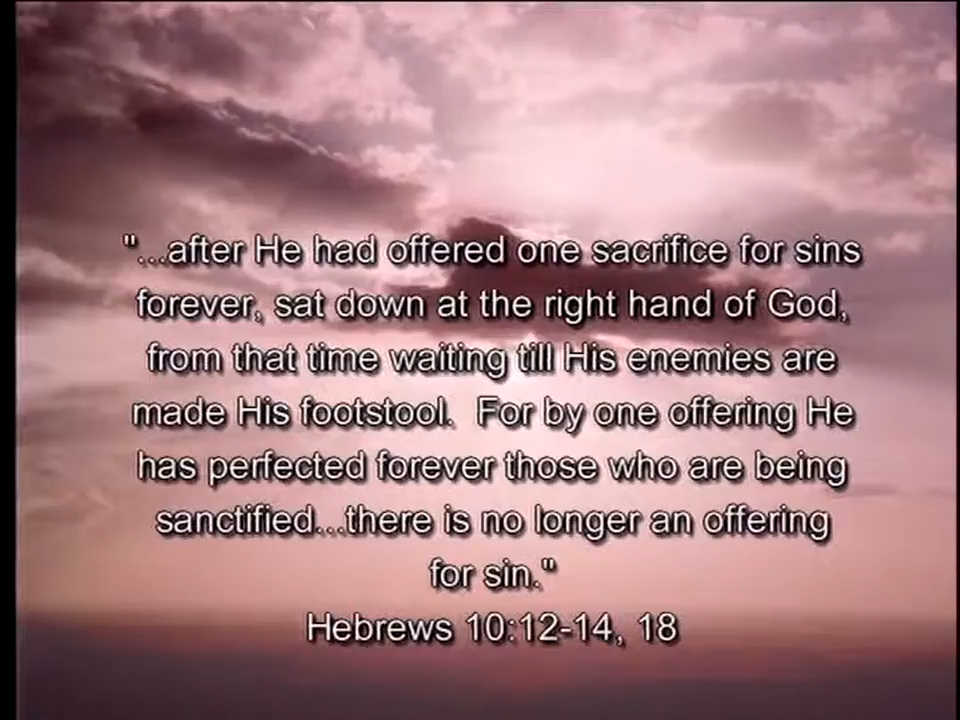 "...after He had offered one sacrifice for sins
forever, sat down at the right hand of God,
from that time waiting till His enemies are
made His footstool.  For by one offering He
has perfected forever those who are being
sanctified...there is no longer an offering
for sin."
Hebrews 10:12-14, 18